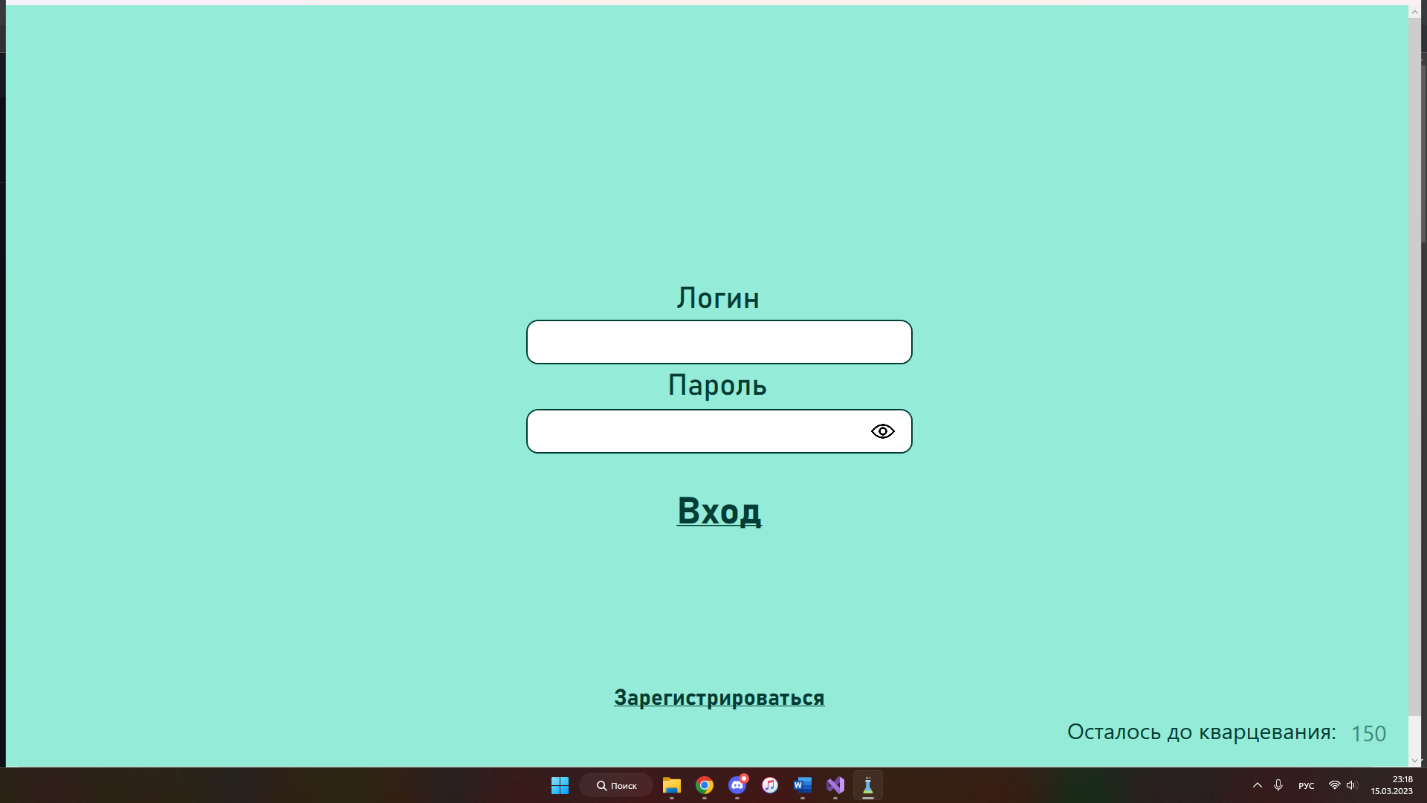 Логин
Пароль
Вход
Зарегистрироваться
Осталось до кварцевания: 150
Поиск
РУС
23:18
15.03.2023